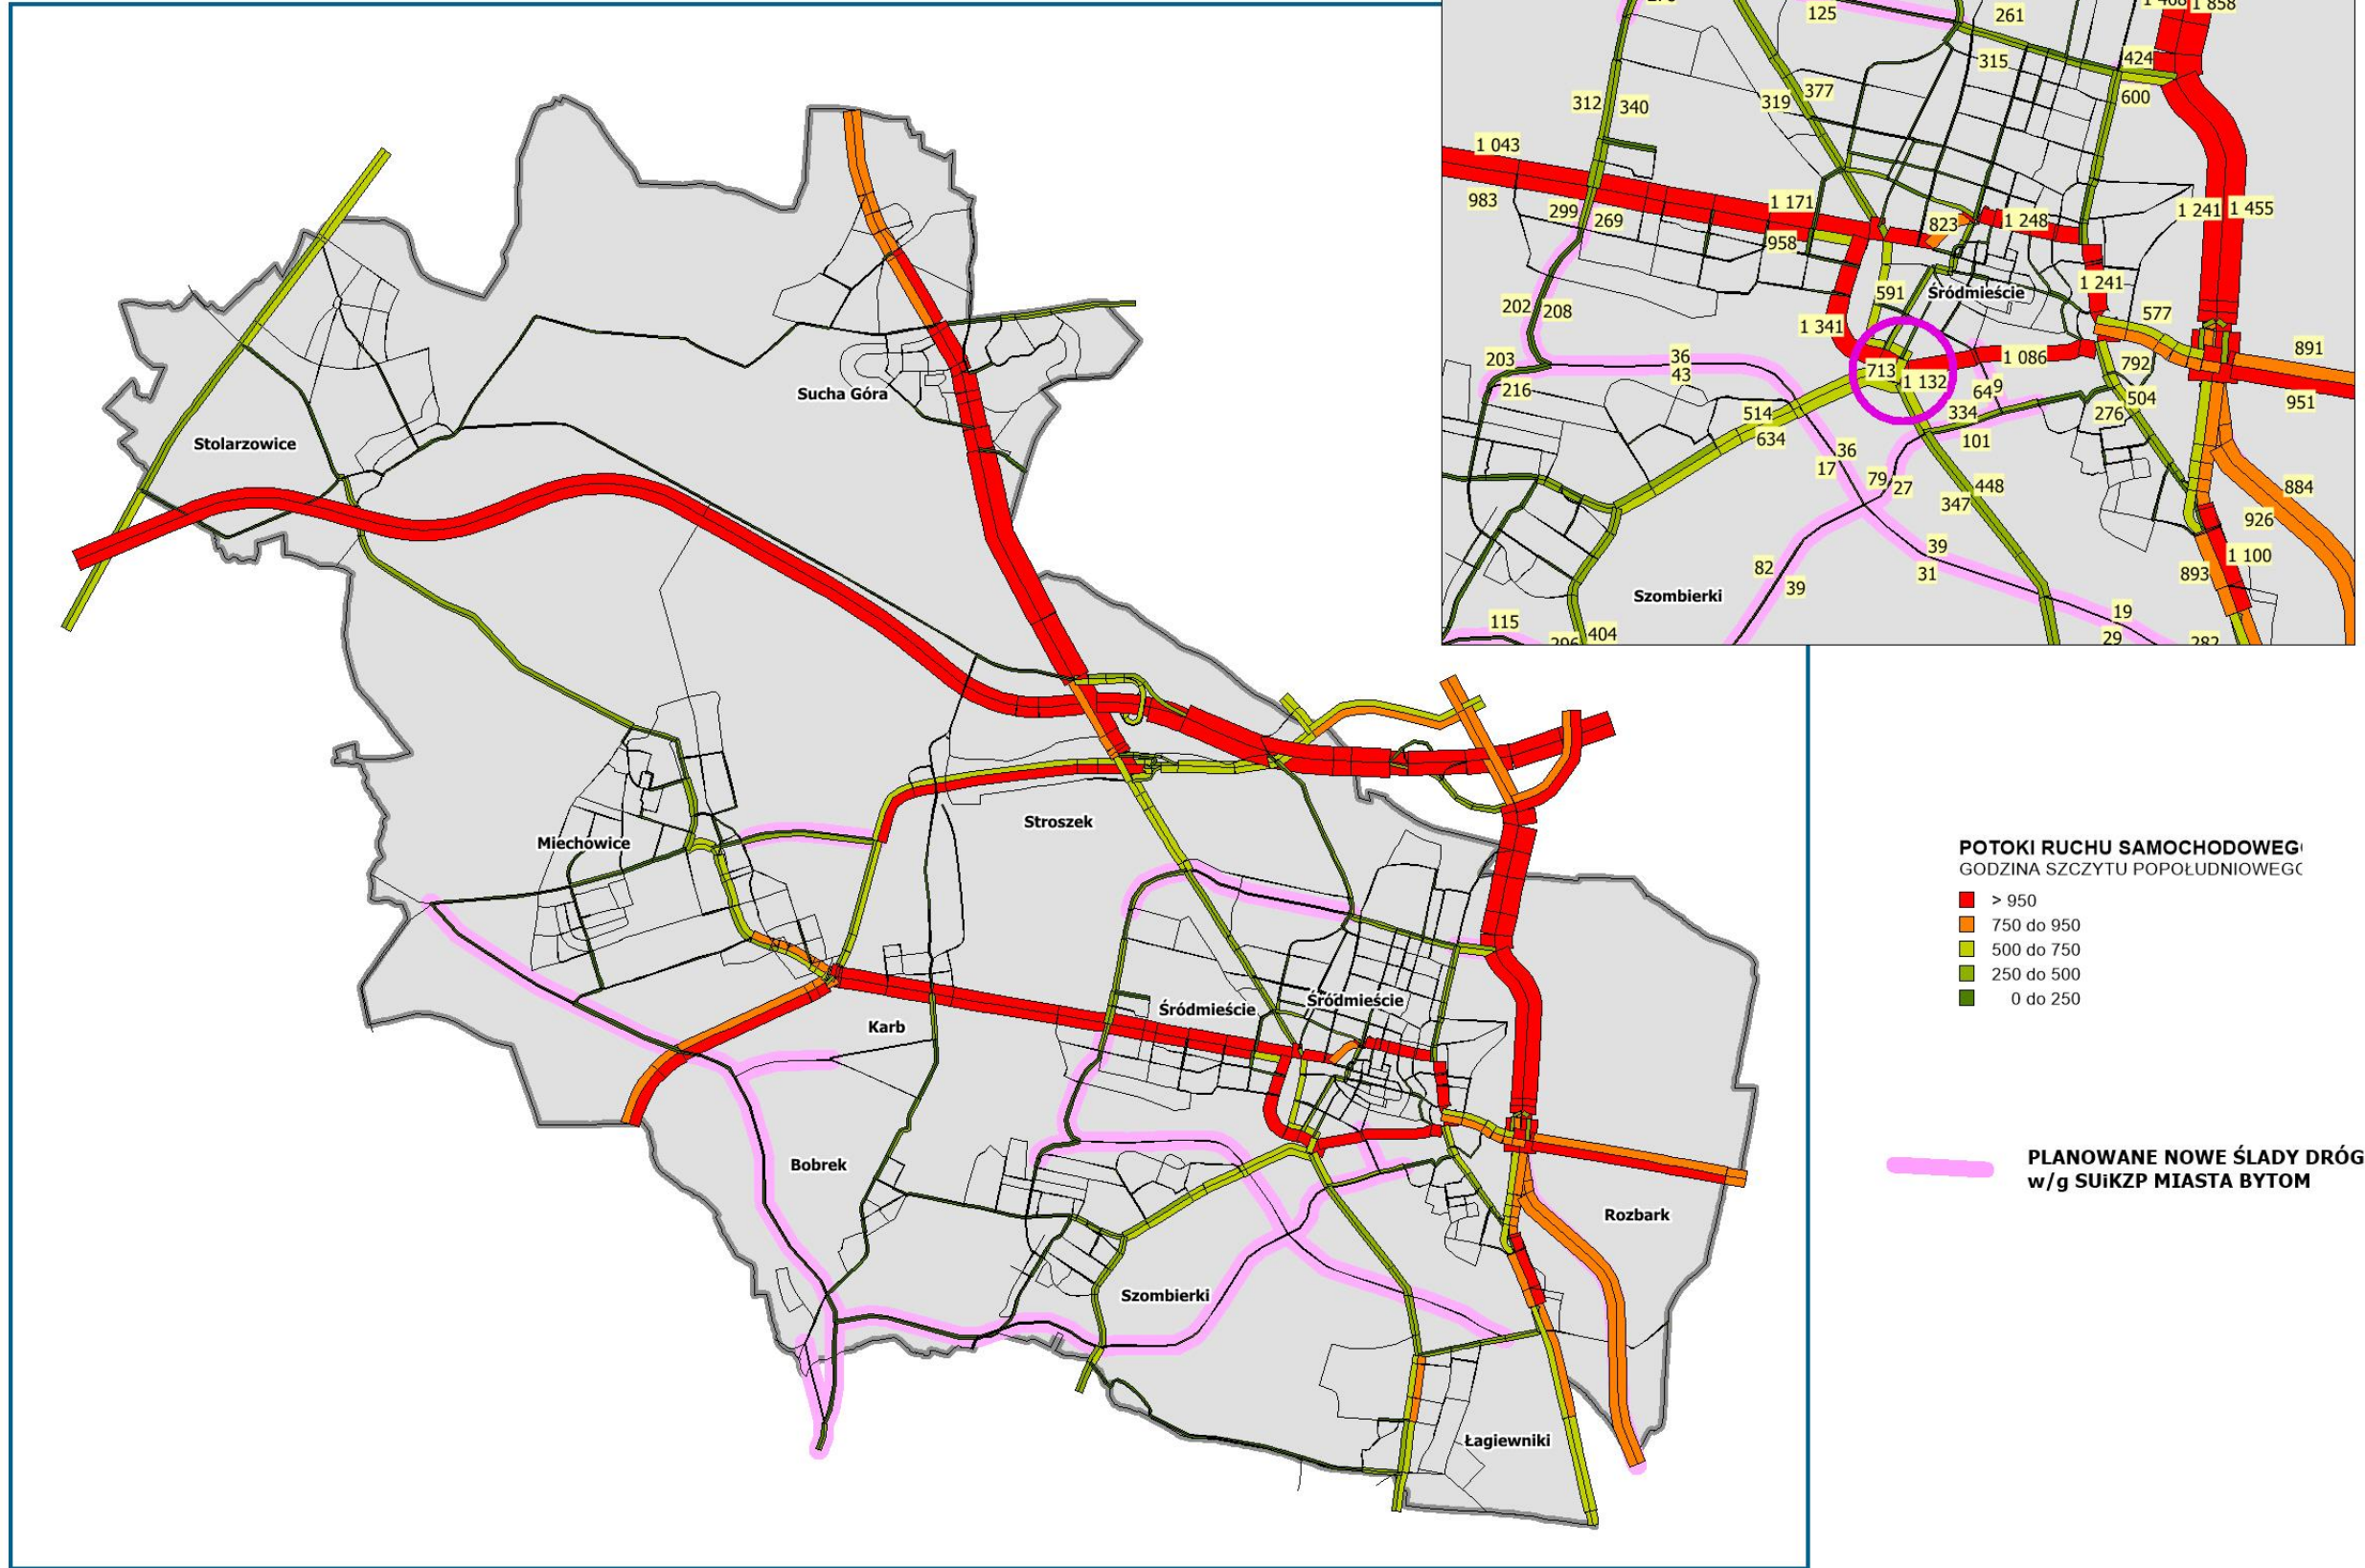 125
261
1 858
315
424
600
312
340
319
377
1 043
983
299
269
1 171
958
823
1 248
1 241
1 455
591
Śródmieście
1 241
577
202
208
1 341
203
216
36
43
713
1 132
1 086
792
891
951
649
334
504
276
101
514
634
36
17
79
27
448
347
884
926
39
31
1 100
893
82
39
Szombierki
115
404
19
29
Sucha Góra
Stolarzowice
Stroszek
Miechowice
Śródmieście
Śródmieście
Karb
Bobrek
Rozbark
Szombierki
Łagiewniki
POTOKI RUCHU SAMOCHODOWEG
GODZINA SZCZYTU POPOŁUDNIOWEG
> 950
750 do 950
500 do 750
250 do 500
0 do 250
PLANOWANE NOWE ŚLADY DRÓG
w/g SUiKZP MIASTA BYTOM